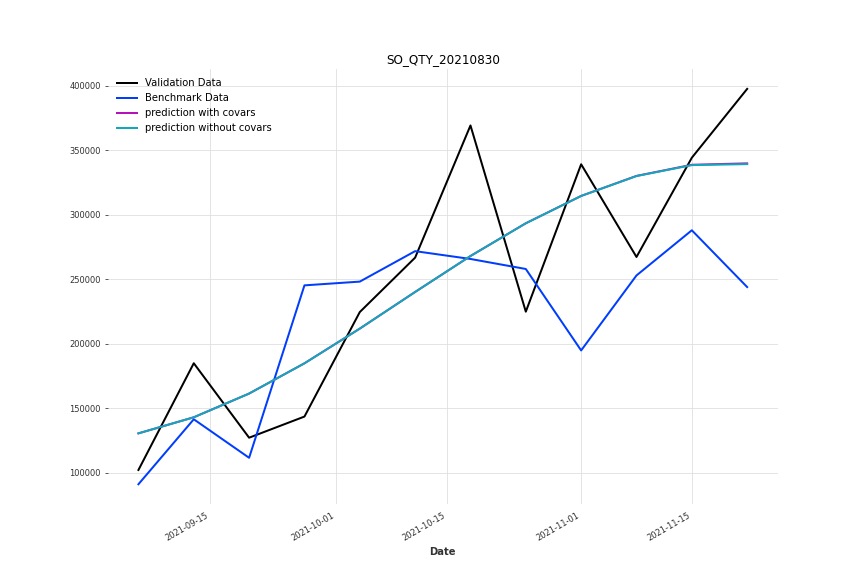 SO_QTY_20210830
Validation Data
Benchmark Data
prediction with covars
prediction without covars
400000
350000
300000
250000
200000
150000
100000
2021-09-15
2021-10-01
2021-10-15
2021-11-01
2021-11-15
Date